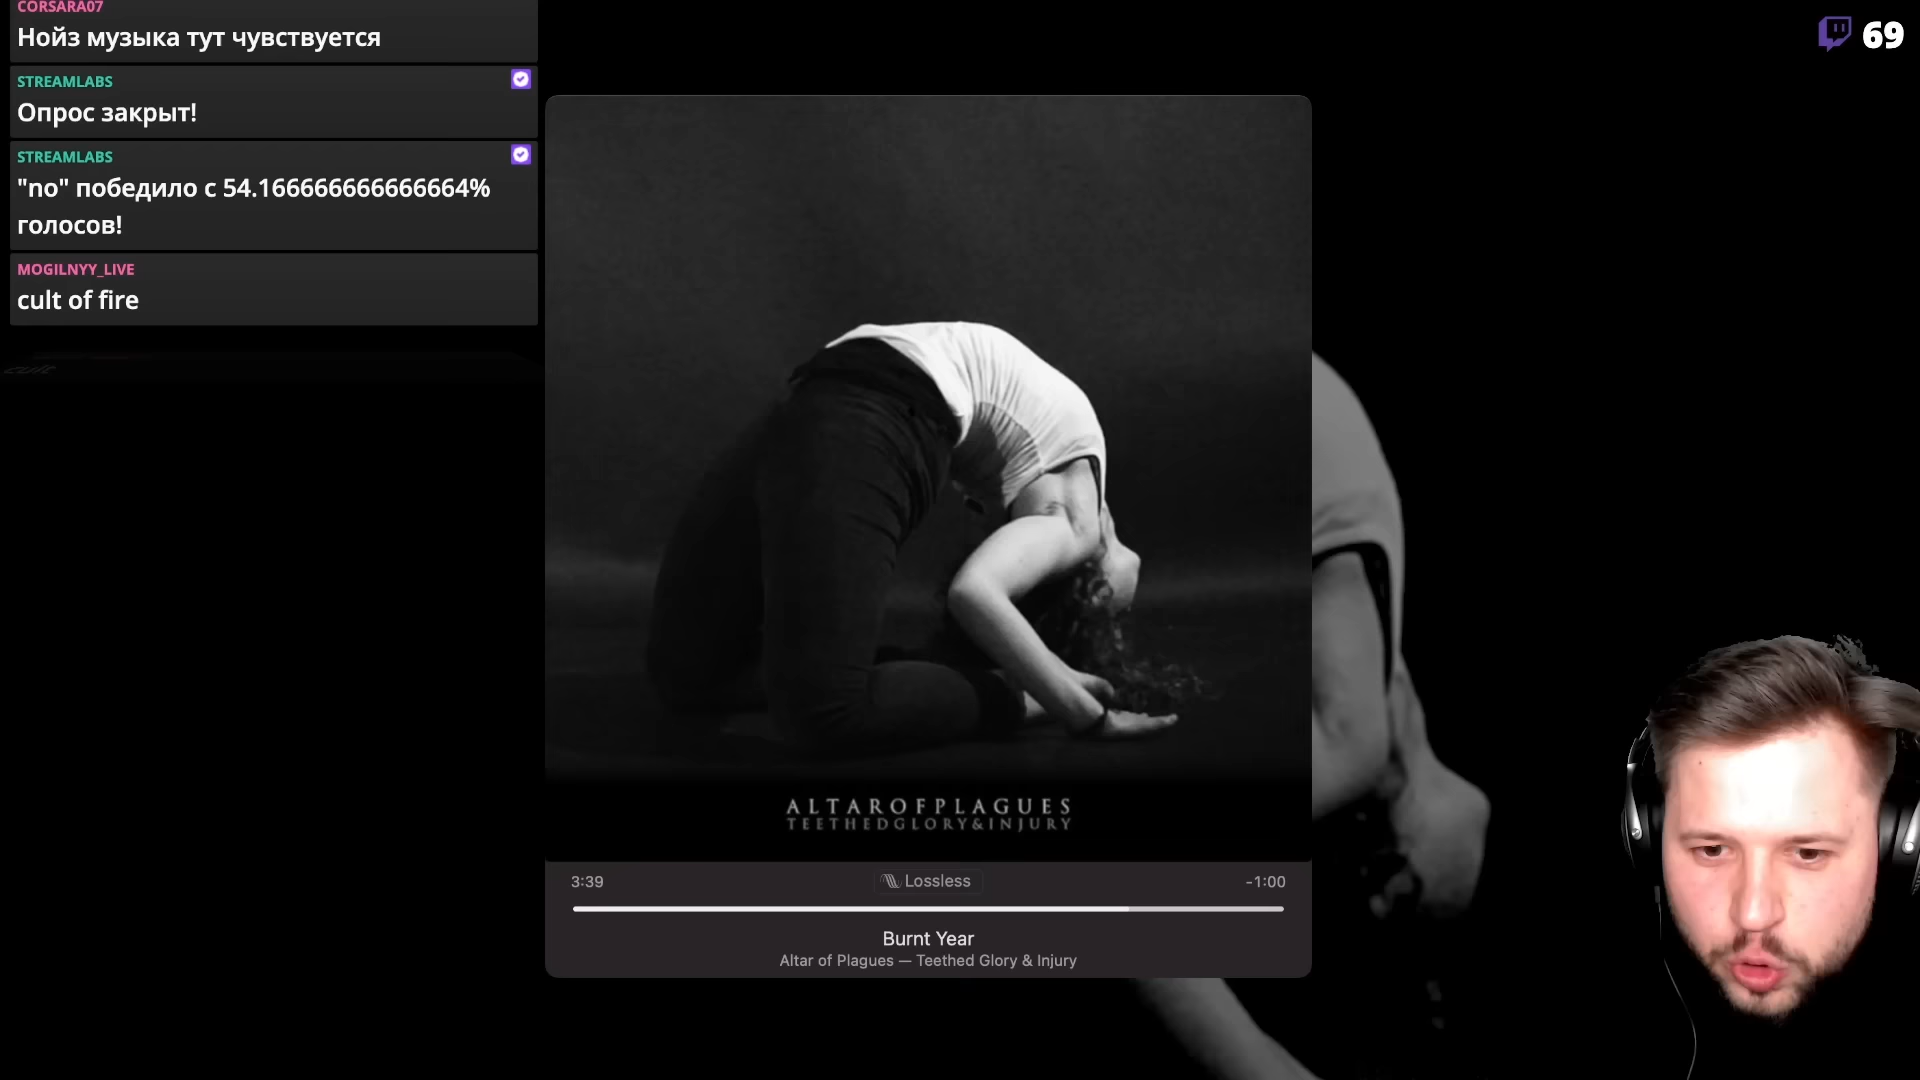 CORSARA07
Нойз музыка тут чувствуется
STREAMLABS
Опрос закрыт!
STREAMLABS
"no" победило с 54.166666666666664%
голосов!
MOGILNYY_LIVE
cult of fire
cult
69
ALTAROFPLAGUES
TEETHEDGLORY&INJURY
3:39
Lossless
-1:00
Burnt Year
Altar of Plagues — Teethed Glory & Injury